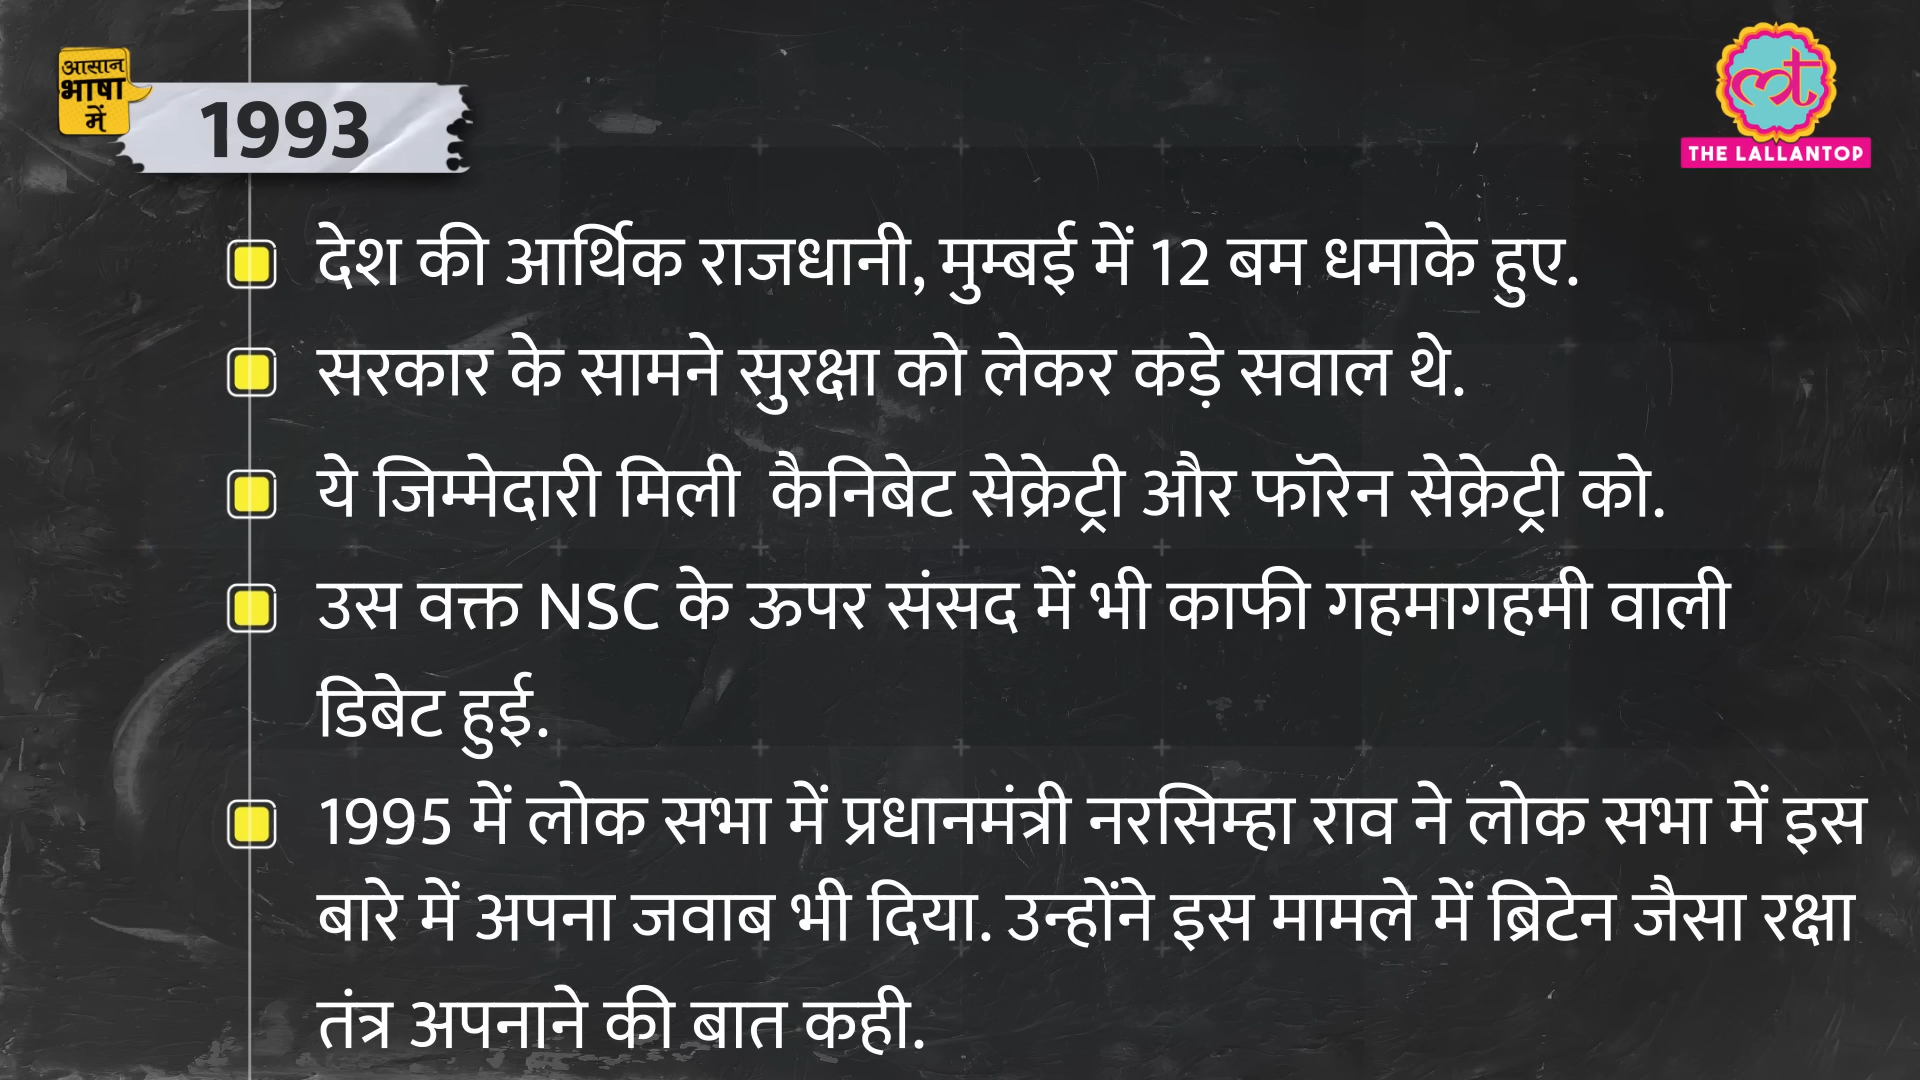 आसान
भाषा
में
1993
THE LALLANTOP
देश की आर्थिक राजधानी, मुम्बई में 12 बम धमाके हुए.
सरकार के सामने सुरक्षा को लेकर कड़े सवाल थे.
ये जिम्मेदारी मिली कैनिबेट सेक्रेट्री और फॉरेन सेक्रेट्री को.
उस वक्त NSC के ऊपर संसद में भी काफी गहमागहमी वाली
डिबेट हुई.
1995 में लोक सभा में प्रधानमंत्री नरसिम्हा राव ने लोक सभा में इस
बारे में अपना जवाब भी दिया. उन्होंने इस मामले में ब्रिटेन जैसा रक्षा
तंत्र अपनाने की बात कही.